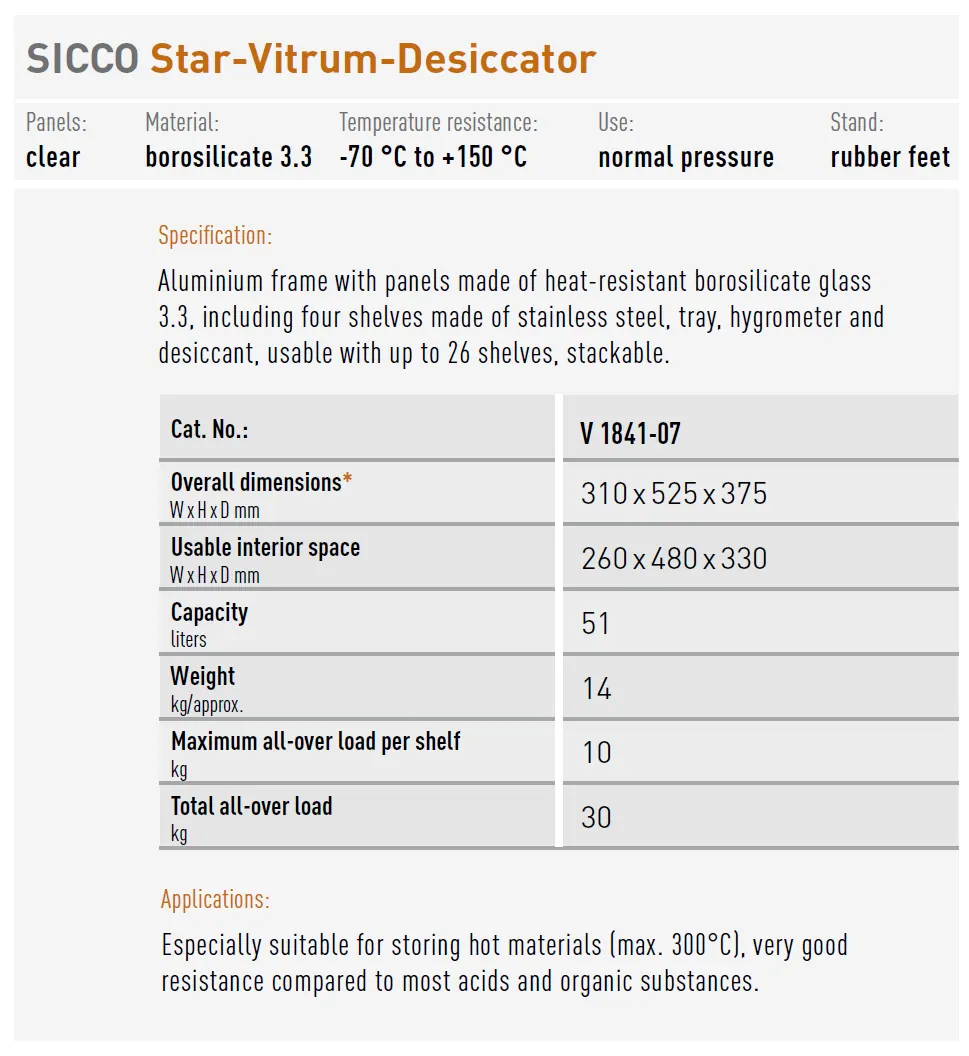 SICCO Star-Vitrum-Desiccator
Panels: Material: Temperature resistance: Use: Stand:
clear borosilicate 3.3 -70 °C to +150 °C normal pressure rubber feet
Specification:
Aluminium frame with panels made of heat-resistant borosilicate glass
3.3, including four shelves made of stainless steel, tray, hygrometer and
desiccant, usable with up to 26 shelves, stackable.
Cat. No.: V 1841-07
Overall dimensions* 310 x 525 x 375
W x H x D mm
Usable interior space 260 x 480 x 330
W x H x D mm
Capacity 51
liters
Weight 14
kg/approx.
Maximum all-over load per shelf 10
kg
Total all-over load 30
kg
Applications:
Especially suitable for storing hot materials (max. 300°C), very good
resistance compared to most acids and organic substances.